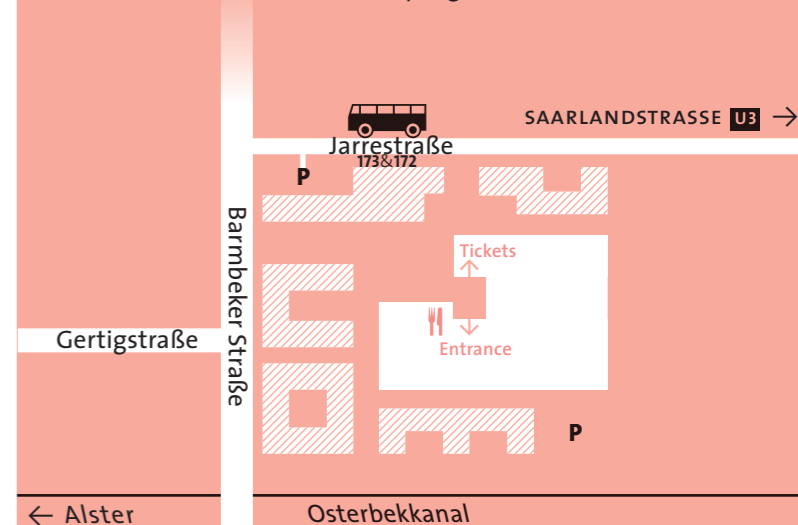 SAARLANDSTRASSE U3 →
Jarrestraße
173&172
P
Barmbeker Straße
Tickets
Gertigstraße
Entrance
P
← Alster
Osterbekkanal